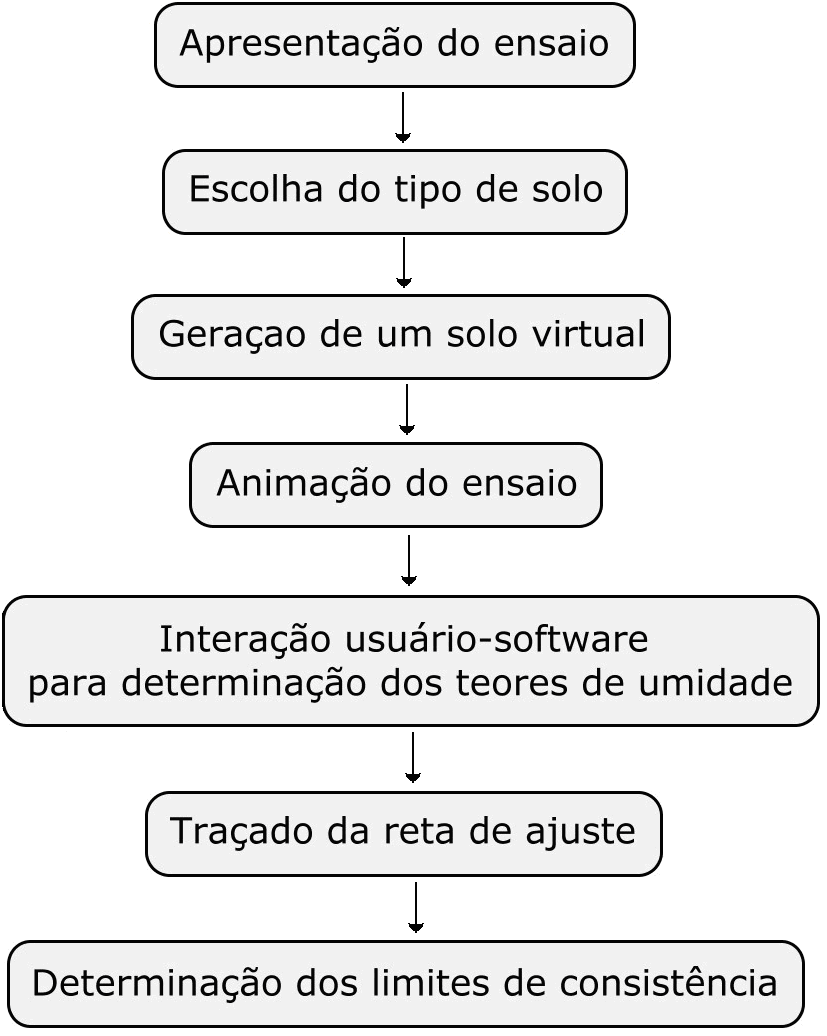 Apresentação do ensaio
Escolha do tipo de solo
Geraçao de um solo virtual
Animação do ensaio
Interação usuário-software
para determinação dos teores de umidade
Traçado da reta de ajuste
Determinação dos limites de consistência